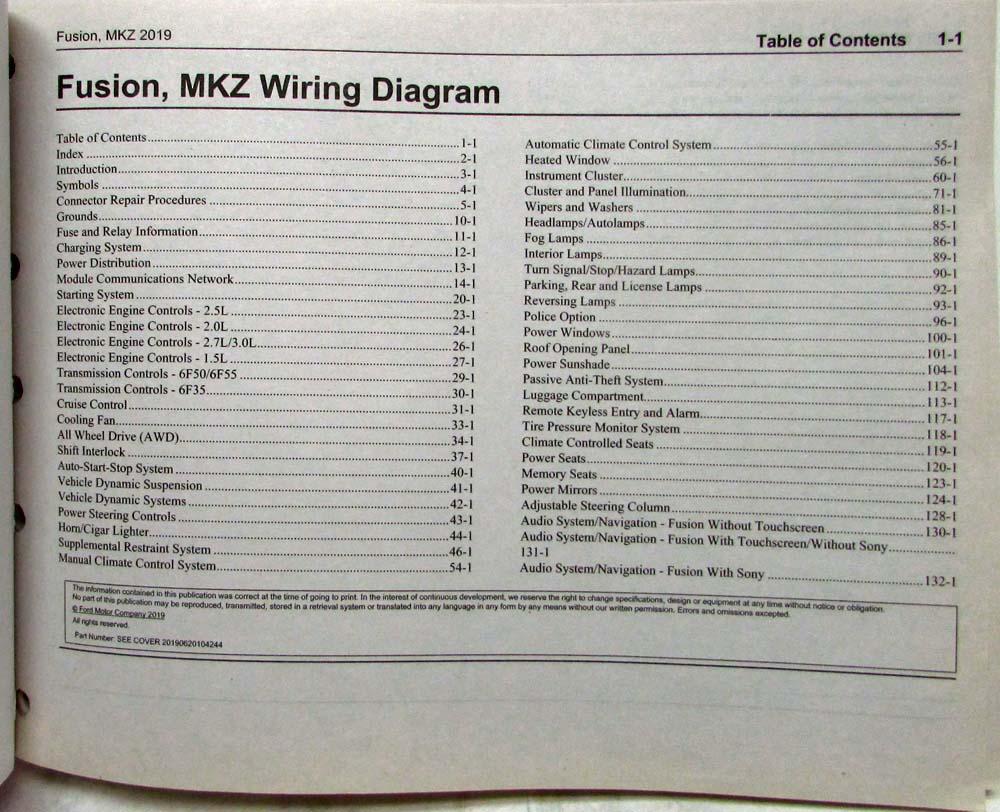 Fusion, MKZ 2019
Table of Contents 1-1
Fusion, MKZ Wiring Diagram
Table of Contents 1-1
Index 2-1
Introduction 3-1
Symbols 4-1
Connector Repair Procedures 5-1
Grounds 10-1
Fuse and Relay Information 11-1
Charging System 12-1
Power Distribution 13-1
Module Communications Network 14-1
Starting System 20-1
Electronic Engine Controls - 2.5L 23-1
Electronic Engine Controls - 2.0L 24-1
Electronic Engine Controls - 2.7L/3.0L 26-1
Electronic Engine Controls - 1.5L 27-1
Transmission Controls - 6F50/6F55 29-1
Transmission Controls - 6F35 30-1
Cruise Control 31-1
Cooling Fan 33-1
All Wheel Drive (AWD) 34-1
Shift Interlock 37-1
Auto-Start-Stop System 40-1
Vehicle Dynamic Suspension 41-1
Vehicle Dynamic Systems 42-1
Power Steering Controls 43-1
Horn/Cigar Lighter 44-1
Supplemental Restraint System 46-1
Manual Climate Control System 54-1
Automatic Climate Control System 55-1
Heated Window 56-1
Instrument Cluster 60-1
Cluster and Panel Illumination 71-1
Wipers and Washers 81-1
Headlamps/Autolamps 85-1
Fog Lamps 86-1
Interior Lamps 89-1
Turn Signal/Stop/Hazard Lamps 90-1
Parking, Rear and License Lamps 92-1
Reversing Lamps 93-1
Police Option 96-1
Power Windows 100-1
Roof Opening Panel 101-1
Power Sunshade 104-1
Passive Anti-Theft System 112-1
Luggage Compartment 113-1
Remote Keyless Entry and Alarm 117-1
Tire Pressure Monitor System 118-1
Climate Controlled Seats 119-1
Power Seats 120-1
Memory Seats 123-1
Power Mirrors 124-1
Adjustable Steering Column 128-1
Audio System/Navigation - Fusion Without Touchscreen 130-1
Audio System/Navigation - Fusion With Touchscreen/Without Sony
131-1
Audio System/Navigation - Fusion With Sony 132-1
The information contained in this publication was correct at the time of going to print. In the interest of continuous development, we reserve the right to change specifications, design or equipment at any time without notice or obligation.
No part of this publication may be reproduced, transmitted, stored in a retrieval system or translated into any language in any form by any means without our written permission. Errors and omissions excepted.
© Ford Motor Company 2019
All rights reserved.
Part Number: SEE COVER 20190620104244